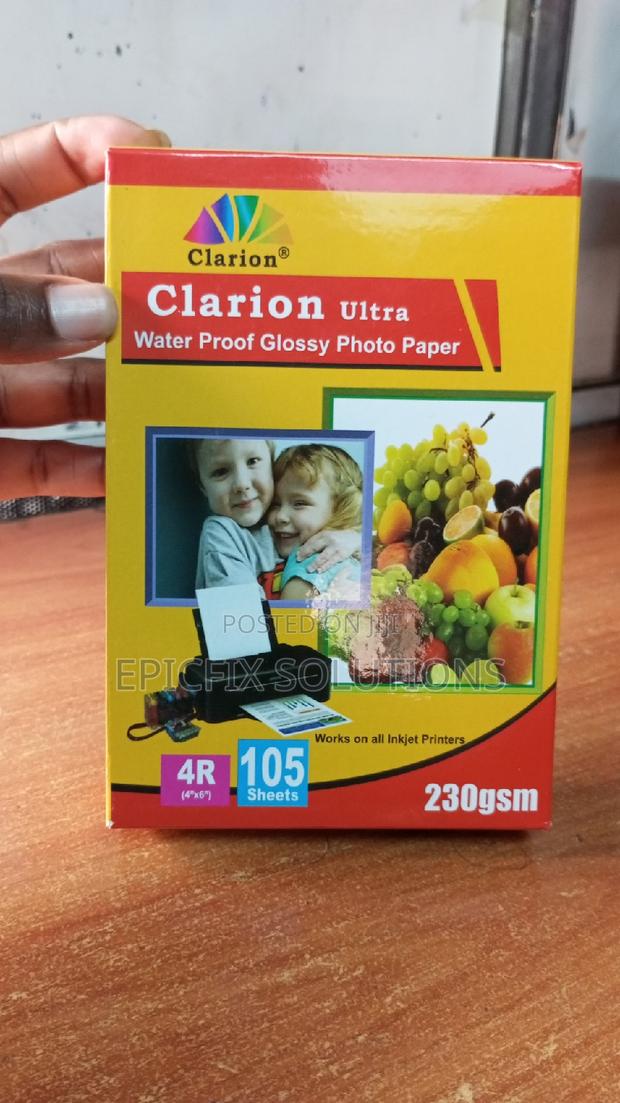 Clarion®
Clarion Ultra
Water Proof Glossy Photo Paper
POSTED ON JIJI
EPICFIX SOLUTIONS
Works on all Inkjet Printers
4R
(4"x6")
105
Sheets
230gsm